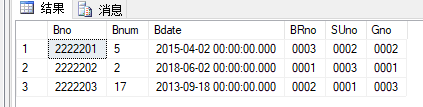 结果 消息
Bno Bnum Bdate BRno SUno Gno
1 2222201 5 2015-04-02 00:00:00.000 0003 0002 0002
2 2222202 2 2018-06-02 00:00:00.000 0001 0003 0001
3 2222203 17 2013-09-18 00:00:00.000 0002 0001 0003